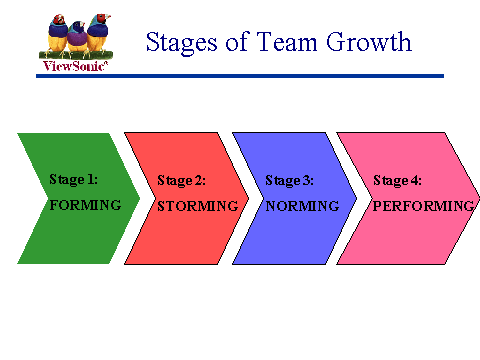 Stages of Team Growth
ViewSonic®
Stage 1:
FORMING
Stage 2:
STORMING
Stage 3:
NORMING
Stage 4:
PERFORMING